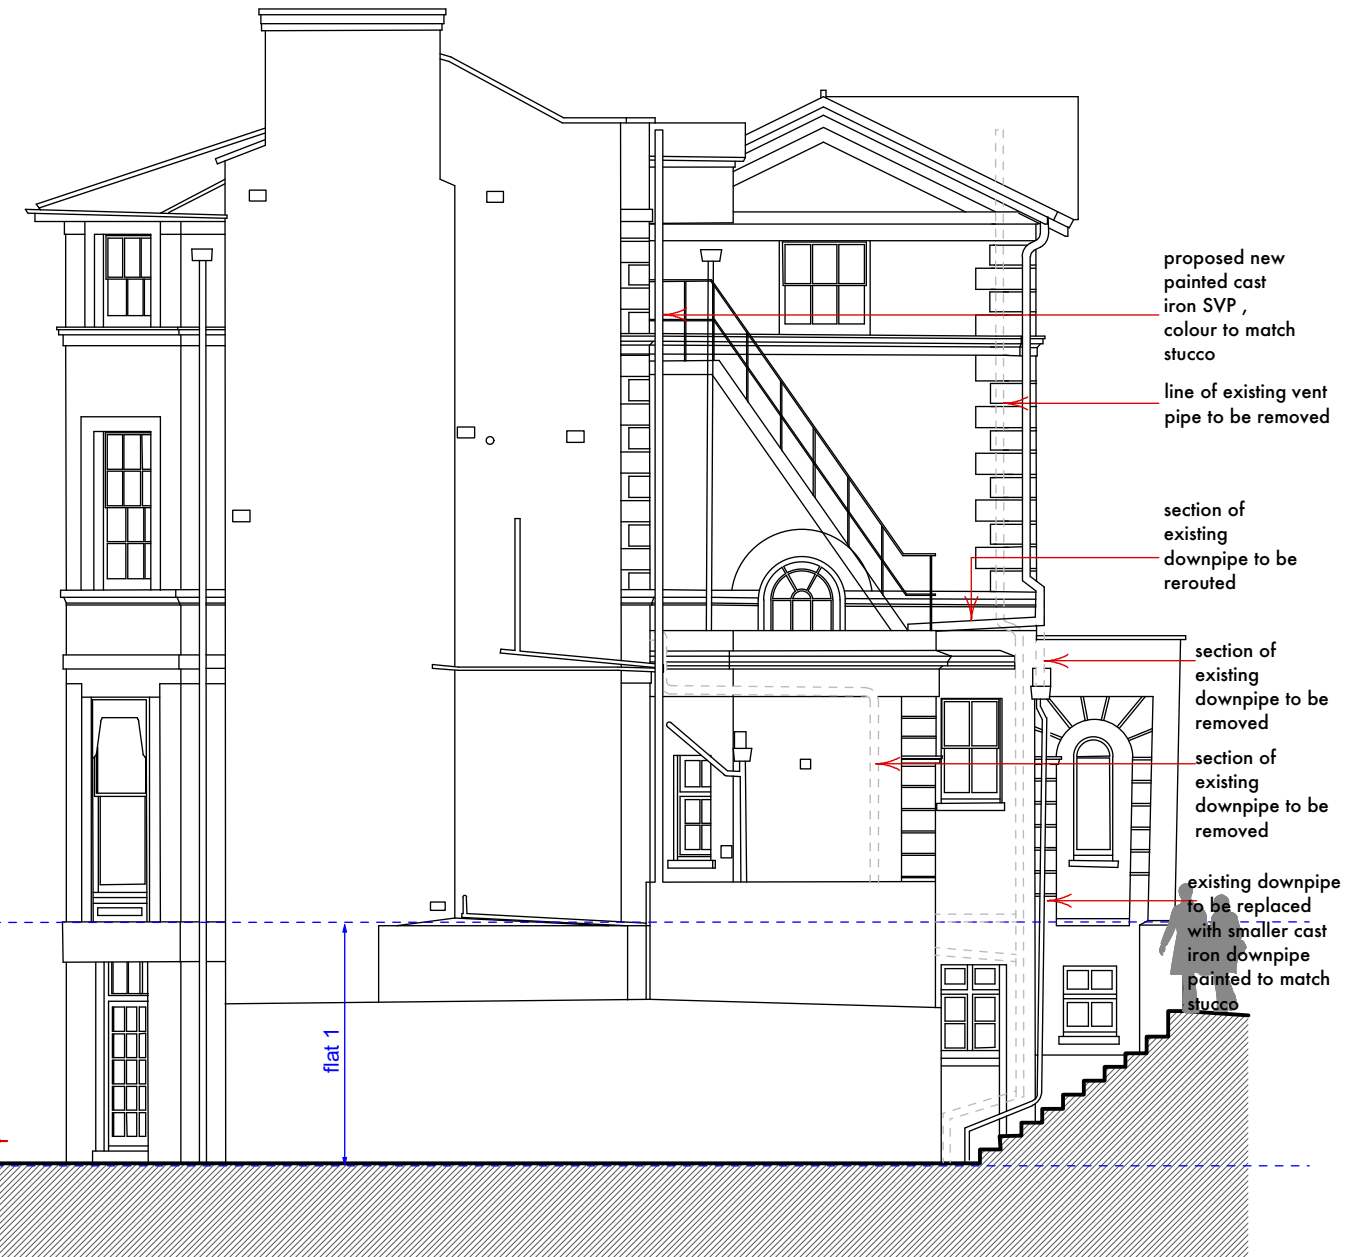 proposed new
painted cast
iron SVP ,
colour to match
stucco
line of existing vent
pipe to be removed
section of
existing
downpipe to be
rerouted
section of
existing
downpipe to be
removed
section of
existing
downpipe to be
removed
existing downpipe
to be replaced
with smaller cast
iron downpipe
painted to match
stucco
flat 1